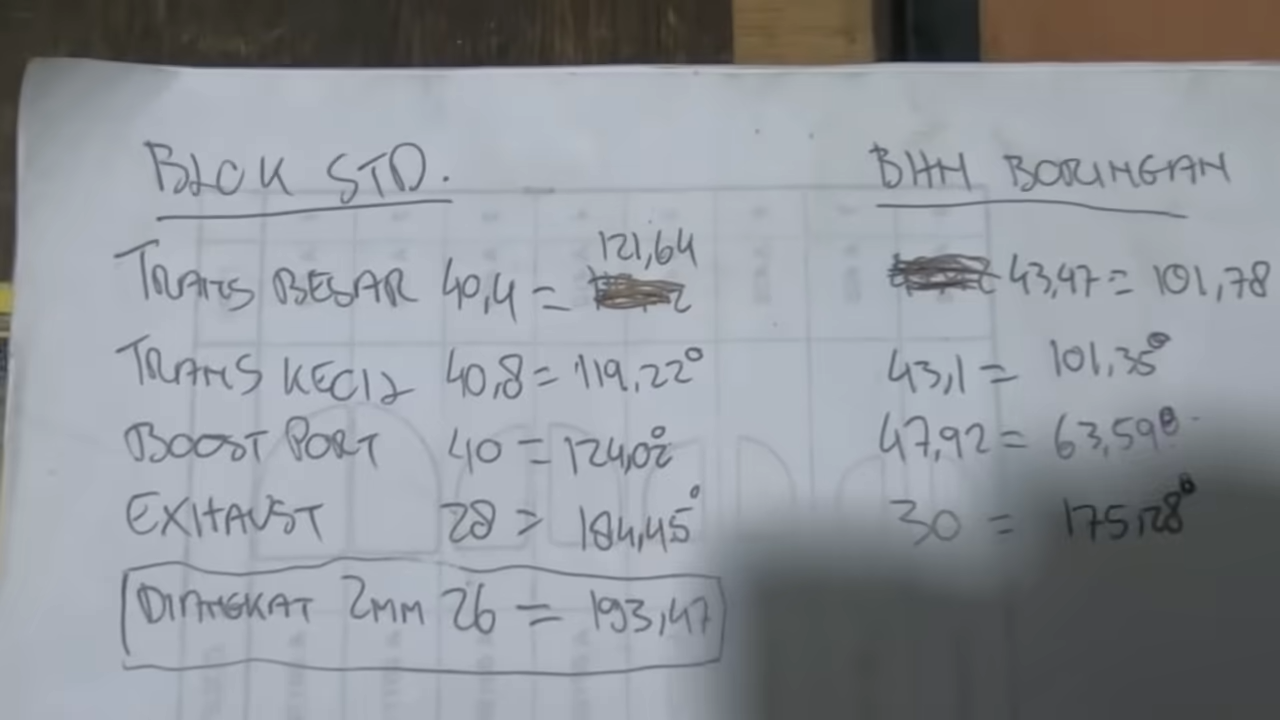 BLOK STD. BHN BORINGAN
121,64
TRANS BESAR 40,4 = 43,47 = 101,78
TRANS KECIL 40,8 = 119,22° 43,1 = 101,35°
BOOST PORT 40 = 124,02° 47,92 = 63,59°
EXHAUST 28 = 184,45° 30 = 175,28°
DIANGKAT 2MM 26 = 193,47